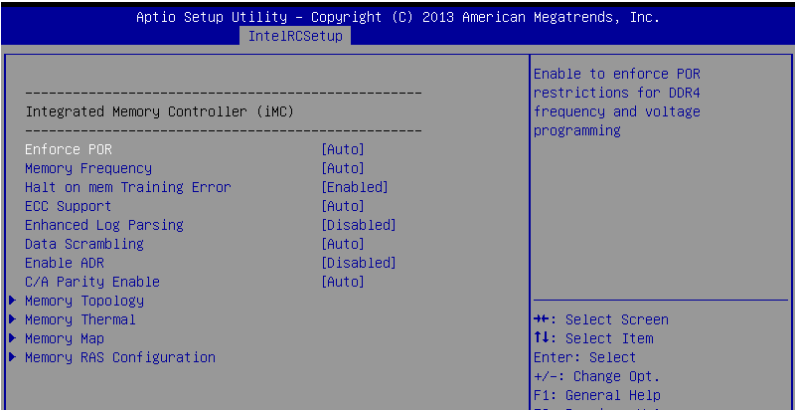 Aptio Setup Utility – Copyright (C) 2013 American Megatrends, Inc.
IntelRCSetup
--------------------------------------------------
Integrated Memory Controller (iMC)
--------------------------------------------------
Enforce POR [Auto]
Memory Frequency [Auto]
Halt on mem Training Error [Enabled]
ECC Support [Auto]
Enhanced Log Parsing [Disabled]
Data Scrambling [Auto]
Enable ADR [Disabled]
C/A Parity Enable [Auto]
Memory Topology
Memory Thermal
Memory Map
Memory RAS Configuration
Enable to enforce POR
restrictions for DDR4
frequency and voltage
programming
→←: Select Screen
↑↓: Select Item
Enter: Select
+/-: Change Opt.
F1: General Help